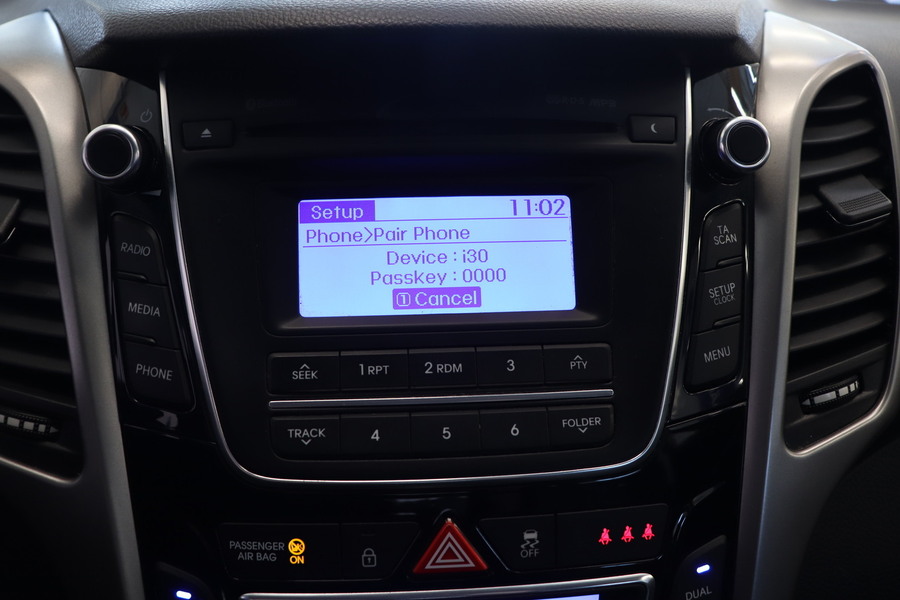 Setup 11:02
Phone>Pair Phone
Device : i30
Passkey : 0000
1 Cancel
RADIO
MEDIA
PHONE
TA
SCAN
SETUP
CLOCK
MENU
SEEK 1 RPT 2 RDM 3 PTY
TRACK 4 5 6 FOLDER
PASSENGER
AIR BAG
ON
OFF
DUAL